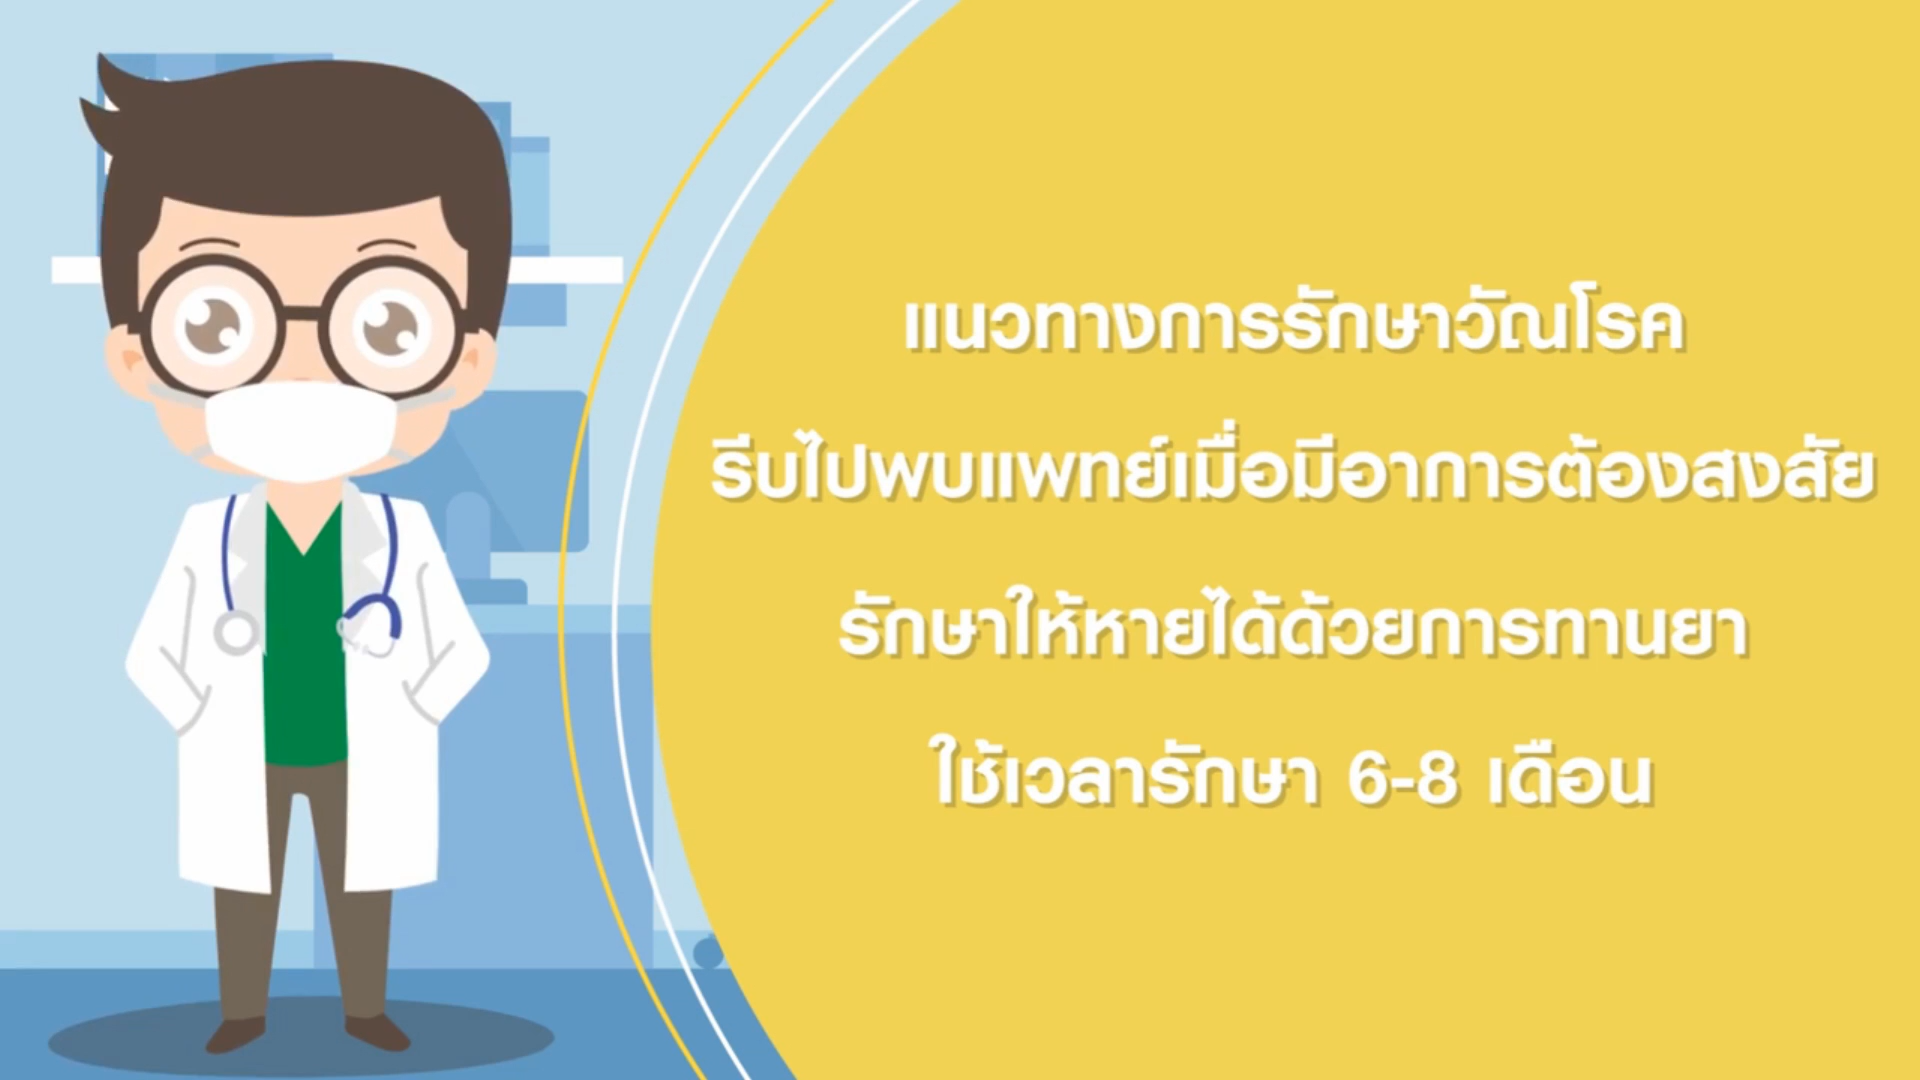 แนวทางการรักษาวัณโรค
รีบไปพบแพทย์เมื่อมีอาการต้องสงสัย
รักษาให้หายได้ด้วยการทานยา
ใช้เวลารักษา 6-8 เดือน